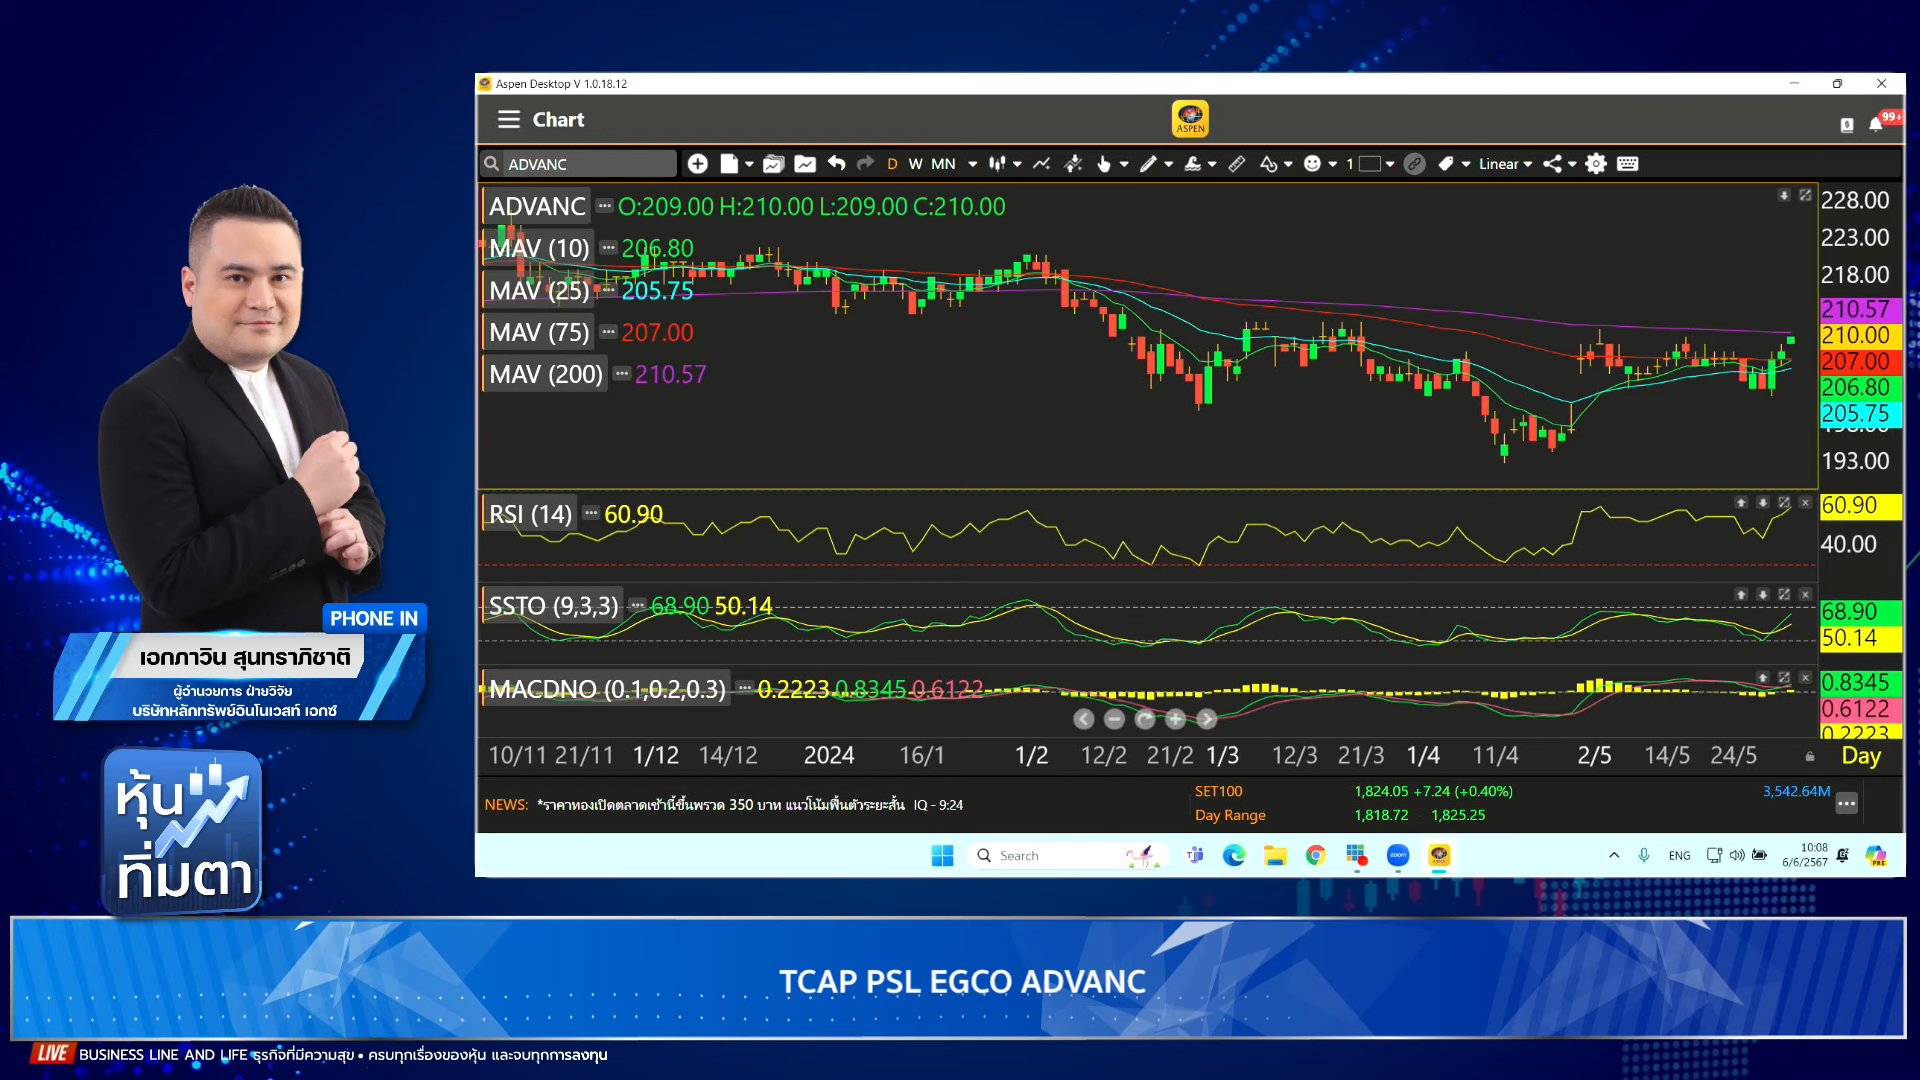 Aspen Desktop V 1.0.18.12
Chart
ASPEN
99+
ADVANC
D W MN
1
Linear
ADVANC O:209.00 H:210.00 L:209.00 C:210.00
MAV (10) 206.80
MAV (25) 205.75
MAV (75) 207.00
MAV (200) 210.57
228.00
223.00
218.00
210.57
210.00
207.00
206.80
205.75
198.00
193.00
RSI (14) 60.90
60.90
40.00
SSTO (9,3,3) 68.90 50.14
68.90
50.14
MACDNO (0.1,0.2,0.3) 0.2223 0.8345 0.6122
0.8345
0.6122
0.2223
10/11 21/11 1/12 14/12 2024 16/1 1/2 12/2 21/2 1/3 12/3 21/3 1/4 11/4 2/5 14/5 24/5 Day
NEWS: *ราคาทองเปิดตลาดเช้านี้ขึ้นพรวด 350 บาท แนวโน้มฟื้นตัวระยะสั้น IQ - 9:24
SET100 1,824.05 +7.24 (+0.40%) 3,542.64M
Day Range 1,818.72 1,825.25
Search
zoom
ENG
10:08
6/6/2567
PRE
PHONE IN
เอกภาวิน สุนทราภิชาติ
ผู้อำนวยการ ฝ่ายวิจัย
บริษัทหลักทรัพย์อินโนเวสท์ เอกซ์
หุ้น
ทิ่มตา
TCAP PSL EGCO ADVANC
LIVE BUSINESS LINE AND LIFE ธุรกิจที่มีความสุข • ครบทุกเรื่องของหุ้น และจบทุกการลงทุน